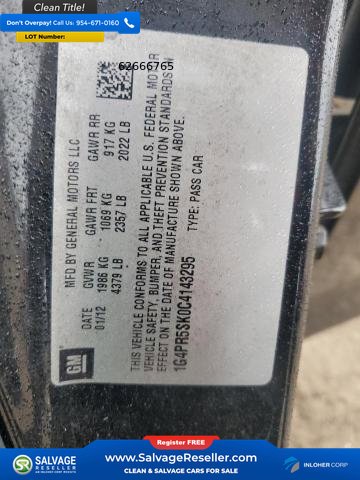 Clean Title!
Don't Overpay! Call Us: 954-671-0160
LOT Number:
62666765
MFD BY GENERAL MOTORS LLC
DATE GVWR GAWR FRT GAWR RR
01/12 1986 KG 1069 KG 917 KG
4379 LB 2357 LB 2022 LB
THIS VEHICLE CONFORMS TO ALL APPLICABLE U.S. FEDERAL MOTOR
VEHICLE SAFETY, BUMPER, AND THEFT PREVENTION STANDARDS IN
EFFECT ON THE DATE OF MANUFACTURE SHOWN ABOVE.
1G4PR5SK0C4143295 TYPE: PASS CAR
GM
Register FREE
SALVAGE
RESELLER.COM
www.SalvageReseller.com
CLEAN & SALVAGE CARS FOR SALE
INLOHER CORP.